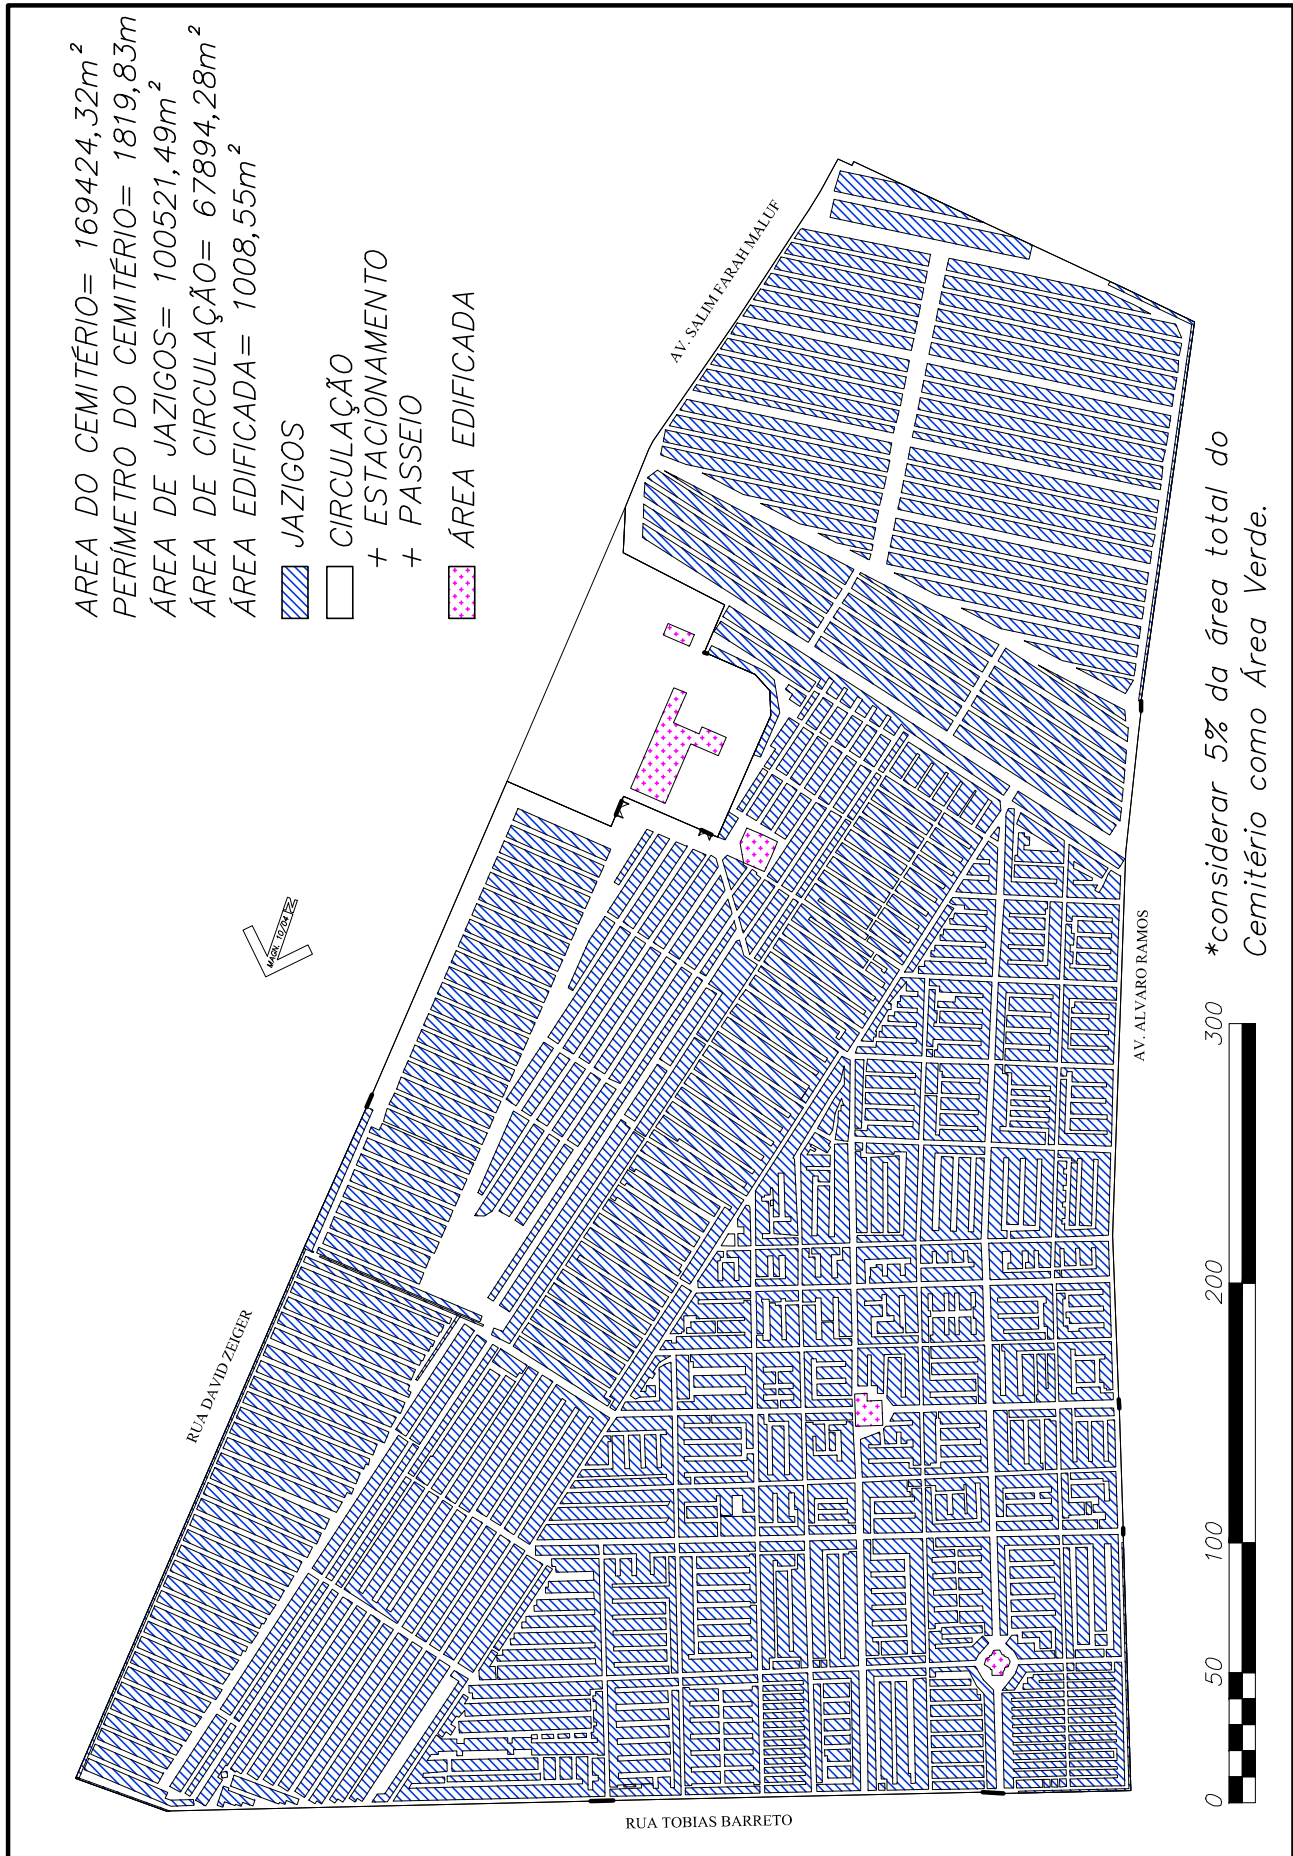 AREA DO CEMITÉRIO= 169424,32m²
PERÍMETRO DO CEMITÉRIO= 1819,83m
ÁREA DE JAZIGOS= 100521,49m²
ÁREA DE CIRCULAÇÃO= 67894,28m²
ÁREA EDIFICADA= 1008,55m²
JAZIGOS
CIRCULAÇÃO
+ ESTACIONAMENTO
+ PASSEIO
ÁREA EDIFICADA
AV. SALIM FARAH MALUF
RUA DAVID ZEIGER
MAGN. 10/04
AV. ALVARO RAMOS
RUA TOBIAS BARRETO
*considerar 5% da área total do
Cemitério como Área Verde.
0 50 100 200 300